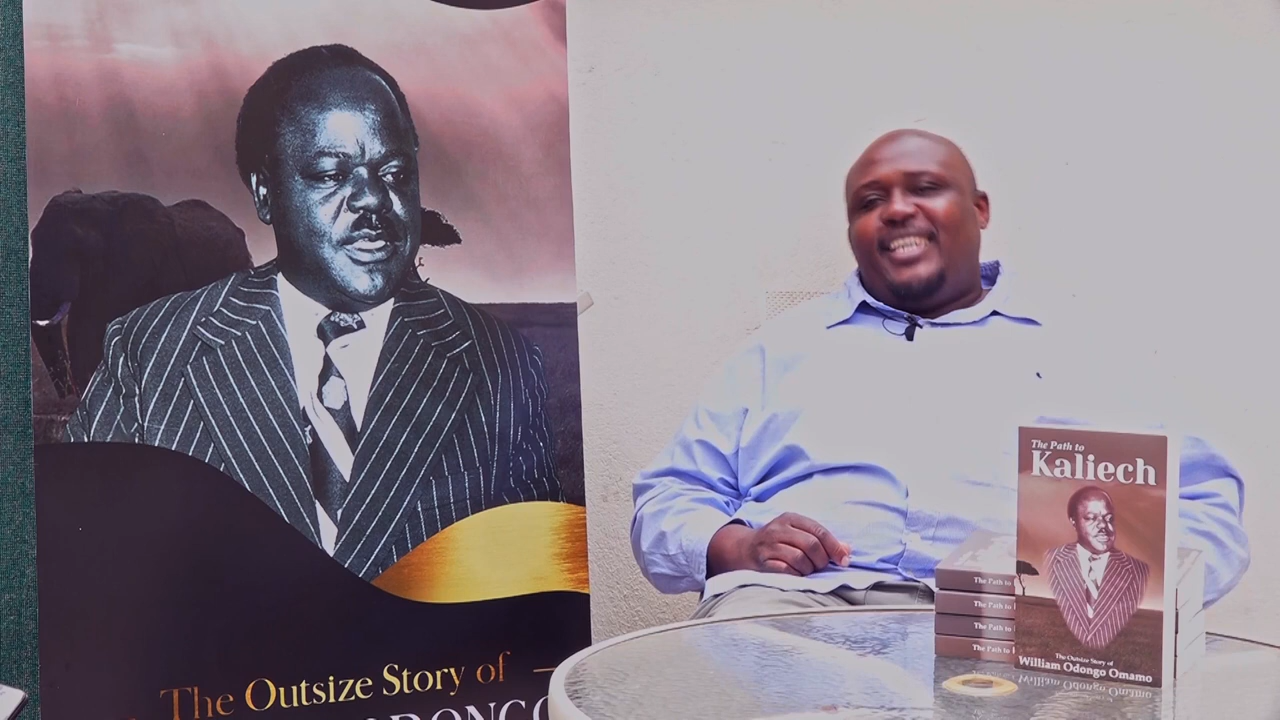 The Outsize Story of
The Path to
Kaliech
The Outsize Story of
William Odongo Omamo
The Path to
The Path to
The Path to
The Path to